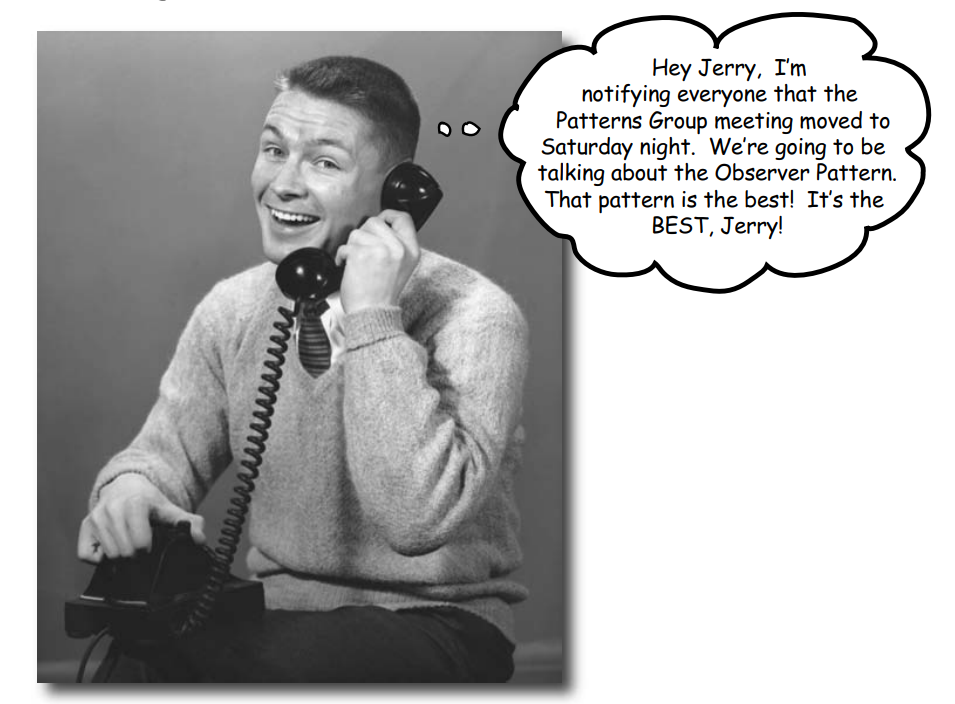 Hey Jerry, I'm
notifying everyone that the
Patterns Group meeting moved to
Saturday night. We're going to be
talking about the Observer Pattern.
That pattern is the best! It's the
BEST, Jerry!